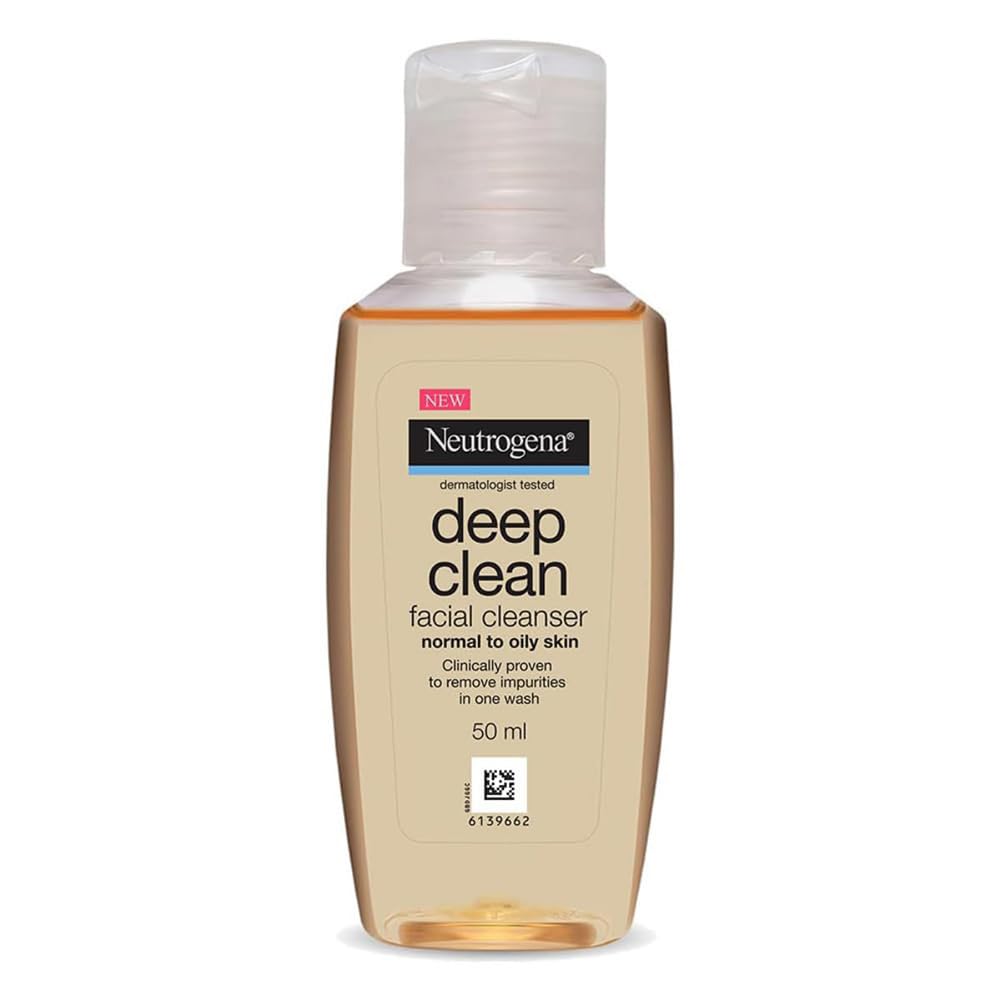 NEW
Neutrogena®
dermatologist tested
deep
clean
facial cleanser
normal to oily skin
Clinically proven
to remove impurities
in one wash
50 ml
6139662